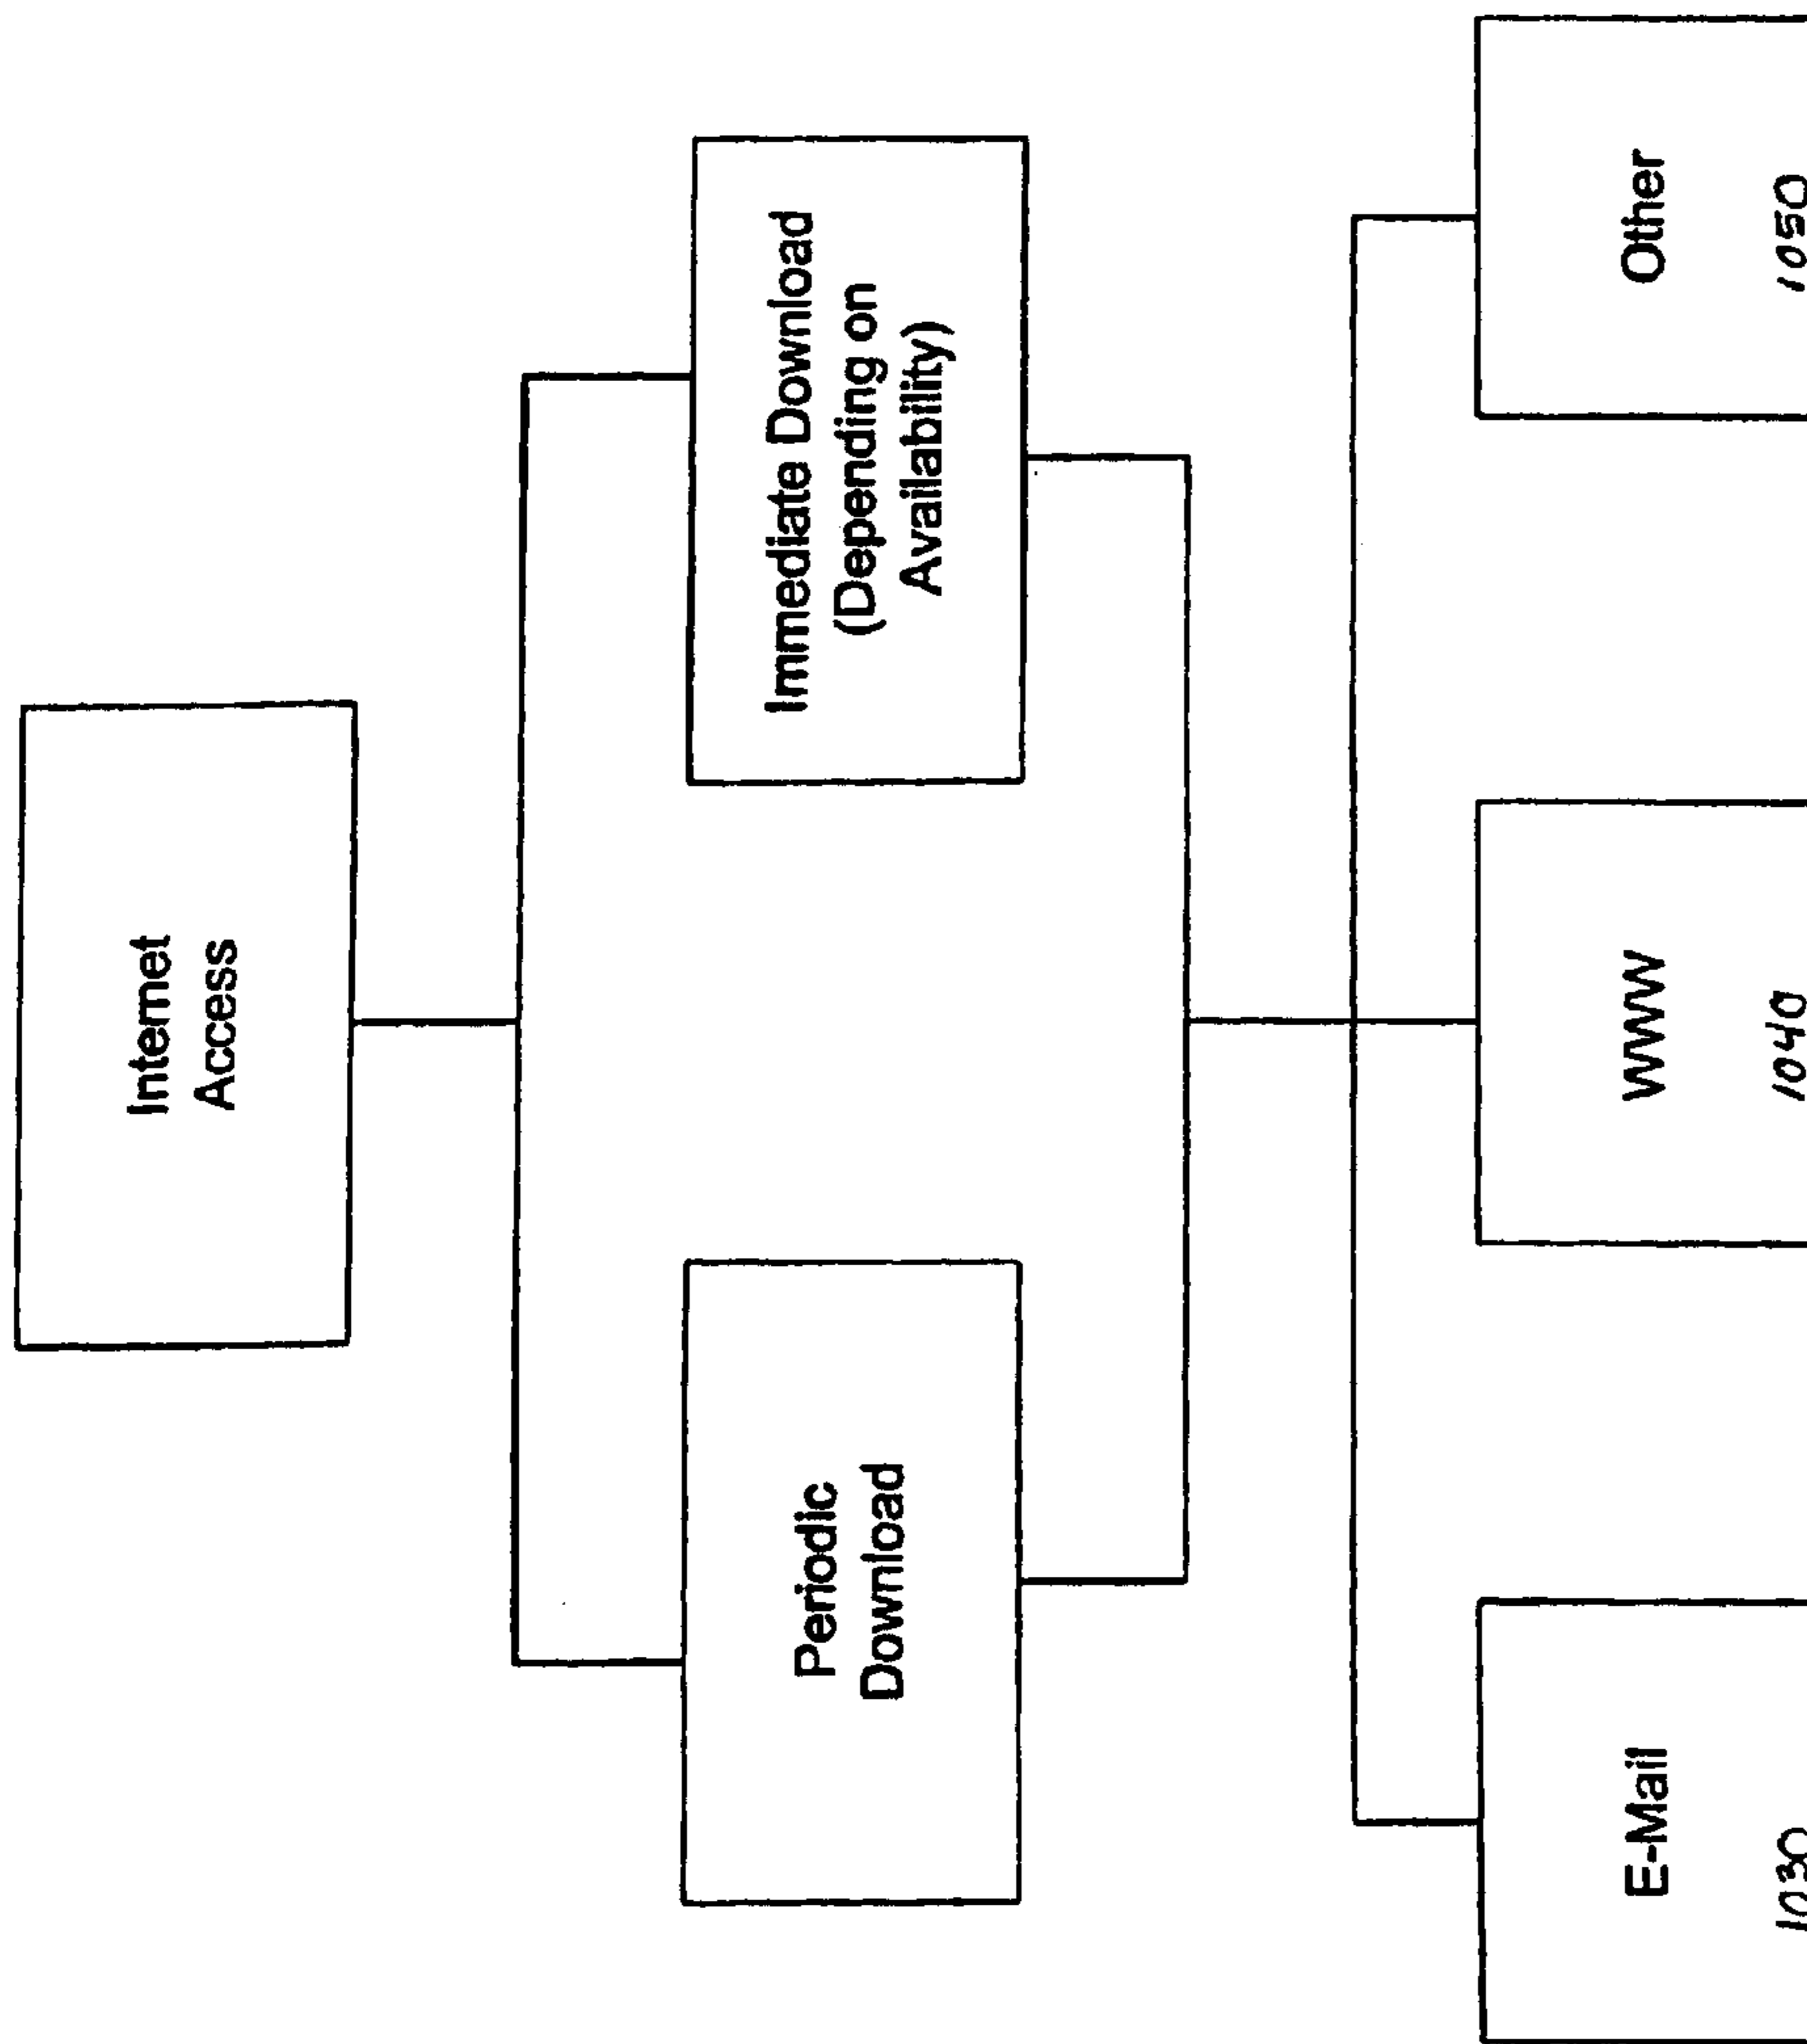 Internet
Access
Periodic
Download
Immediate Download
(Depending on
Availability)
E-Mail
1030
WWW
1040
Other
1050